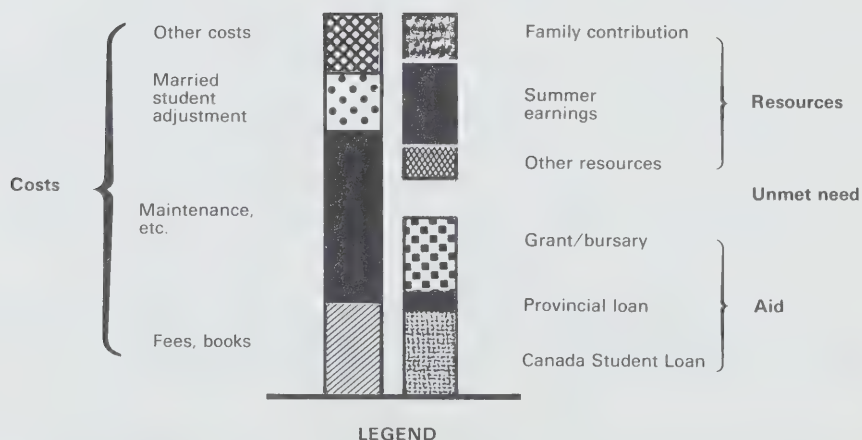 Other costs
Married
student
adjustment
Costs
Maintenance,
etc.
Fees, books
Family contribution
Summer
earnings
Resources
Other resources
Unmet need
Grant/bursary
Provincial loan
Aid
Canada Student Loan
LEGEND